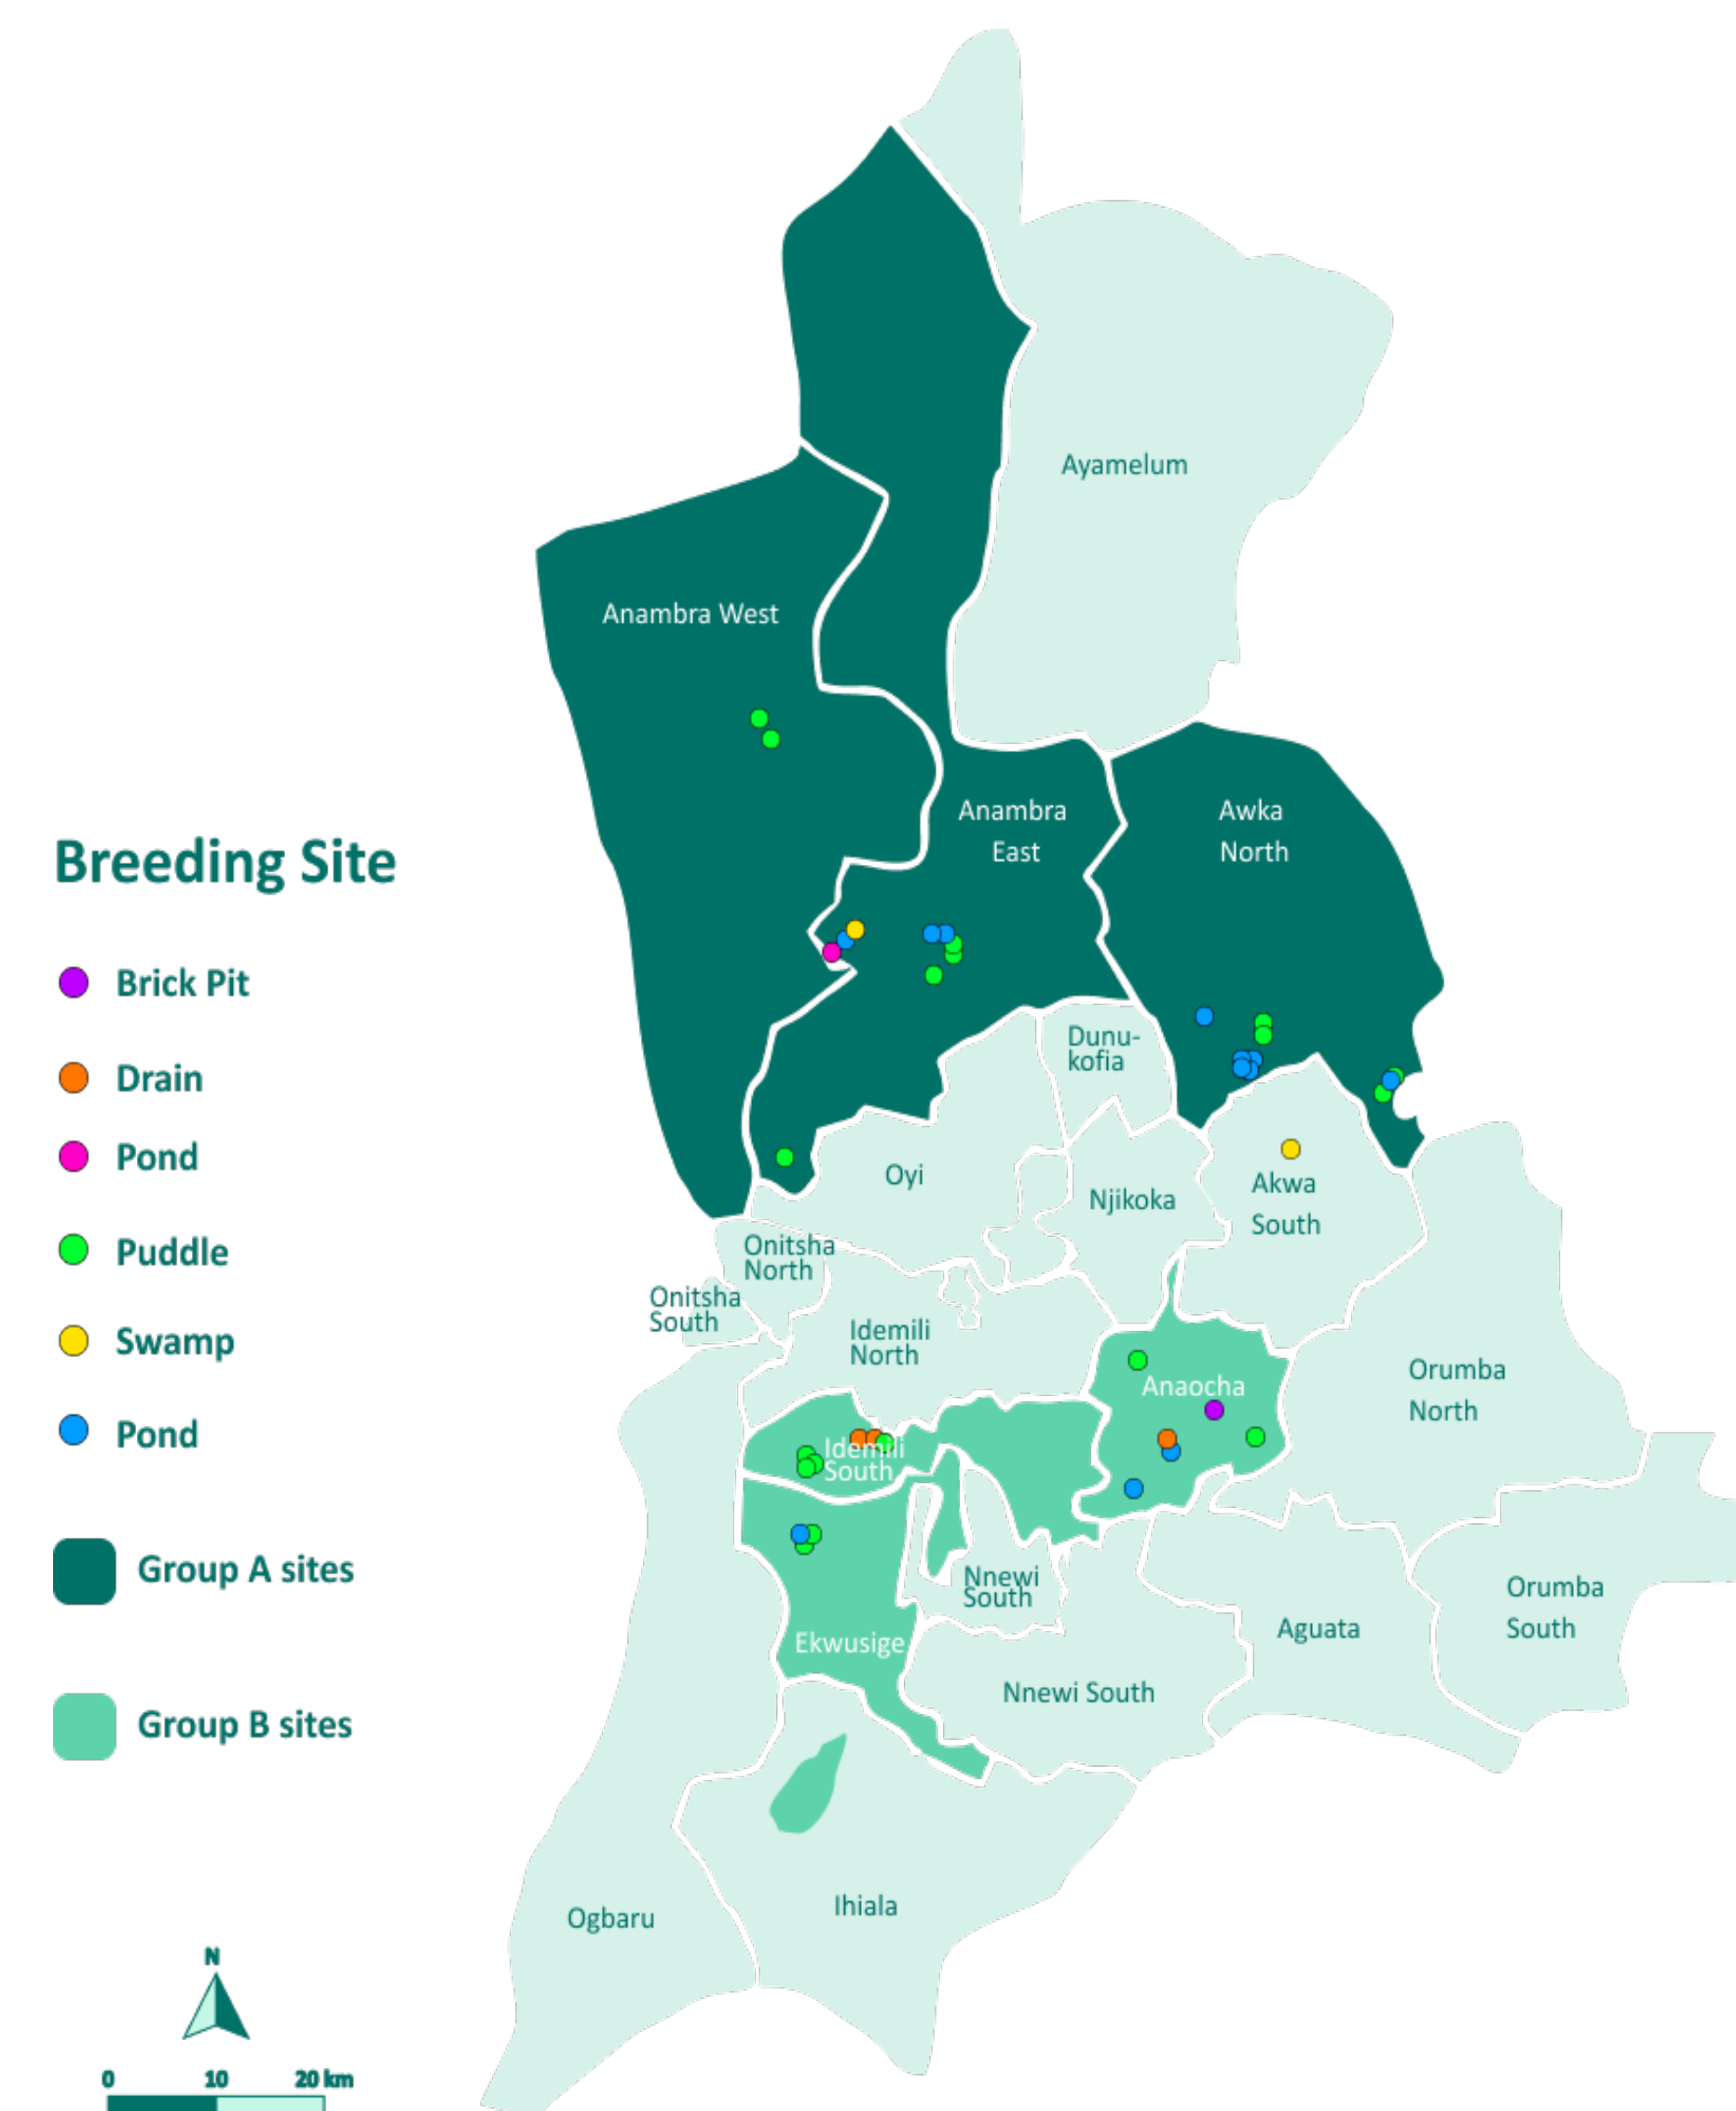 Ayamelum
Anambra West
Anambra
East
Awka
North
Breeding Site
Brick Pit
Drain
Pond
Puddle
Swamp
Pond
Group A sites
Group B sites
Dunu-
kofia
Oyi
Njikoka
Akwa
South
Onitsha
North
Onitsha
South
Idemili
North
Anaocha
Orumba
North
Idemili
South
Nnewi
South
Ekwusige
Orumba
South
Aguata
Nnewi South
Ihiala
Ogbaru
N
0 10 20 km